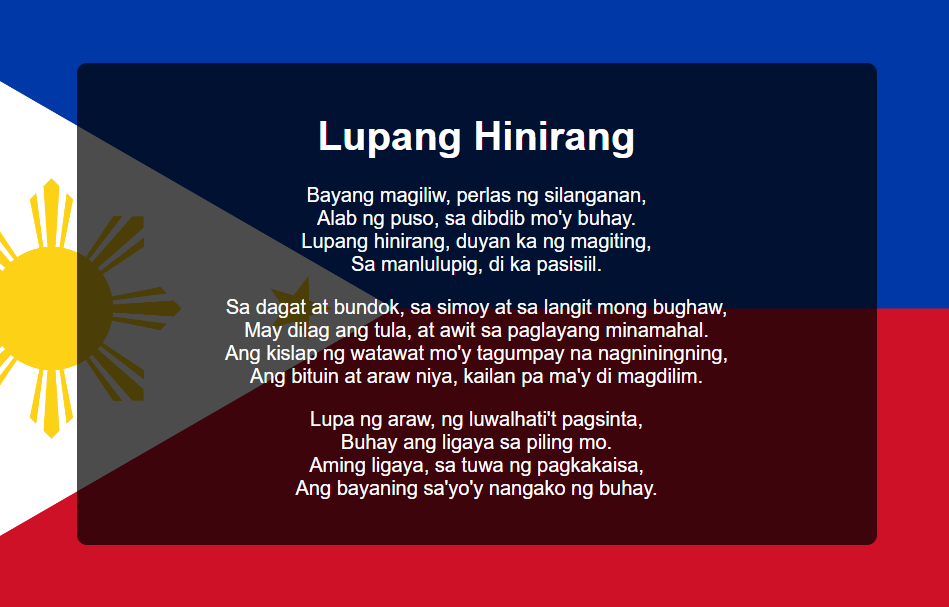 Lupang Hinirang
Bayang magiliw, perlas ng silanganan,
Alab ng puso, sa dibdib mo'y buhay.
Lupang hinirang, duyan ka ng magiting,
Sa manlulupig, di ka pasisiil.
Sa dagat at bundok, sa simoy at sa langit mong bughaw,
May dilag ang tula, at awit sa paglayang minamahal.
Ang kislap ng watawat mo'y tagumpay na nagniningning,
Ang bituin at araw niya, kailan pa ma'y di magdilim.
Lupa ng araw, ng luwalhati't pagsinta,
Buhay ang ligaya sa piling mo.
Aming ligaya, sa tuwa ng pagkakaisa,
Ang bayaning sa'yo'y nangako ng buhay.